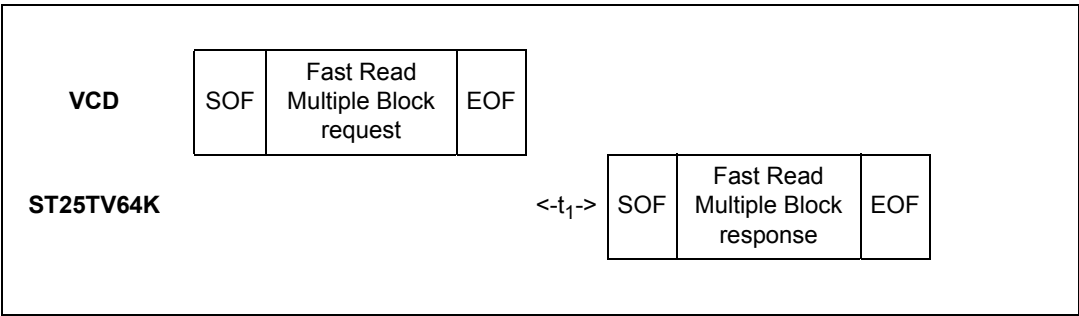 VCD
SOF
Fast Read
Multiple Block
request
EOF
ST25TV64K
<-t₁->
SOF
Fast Read
Multiple Block
response
EOF